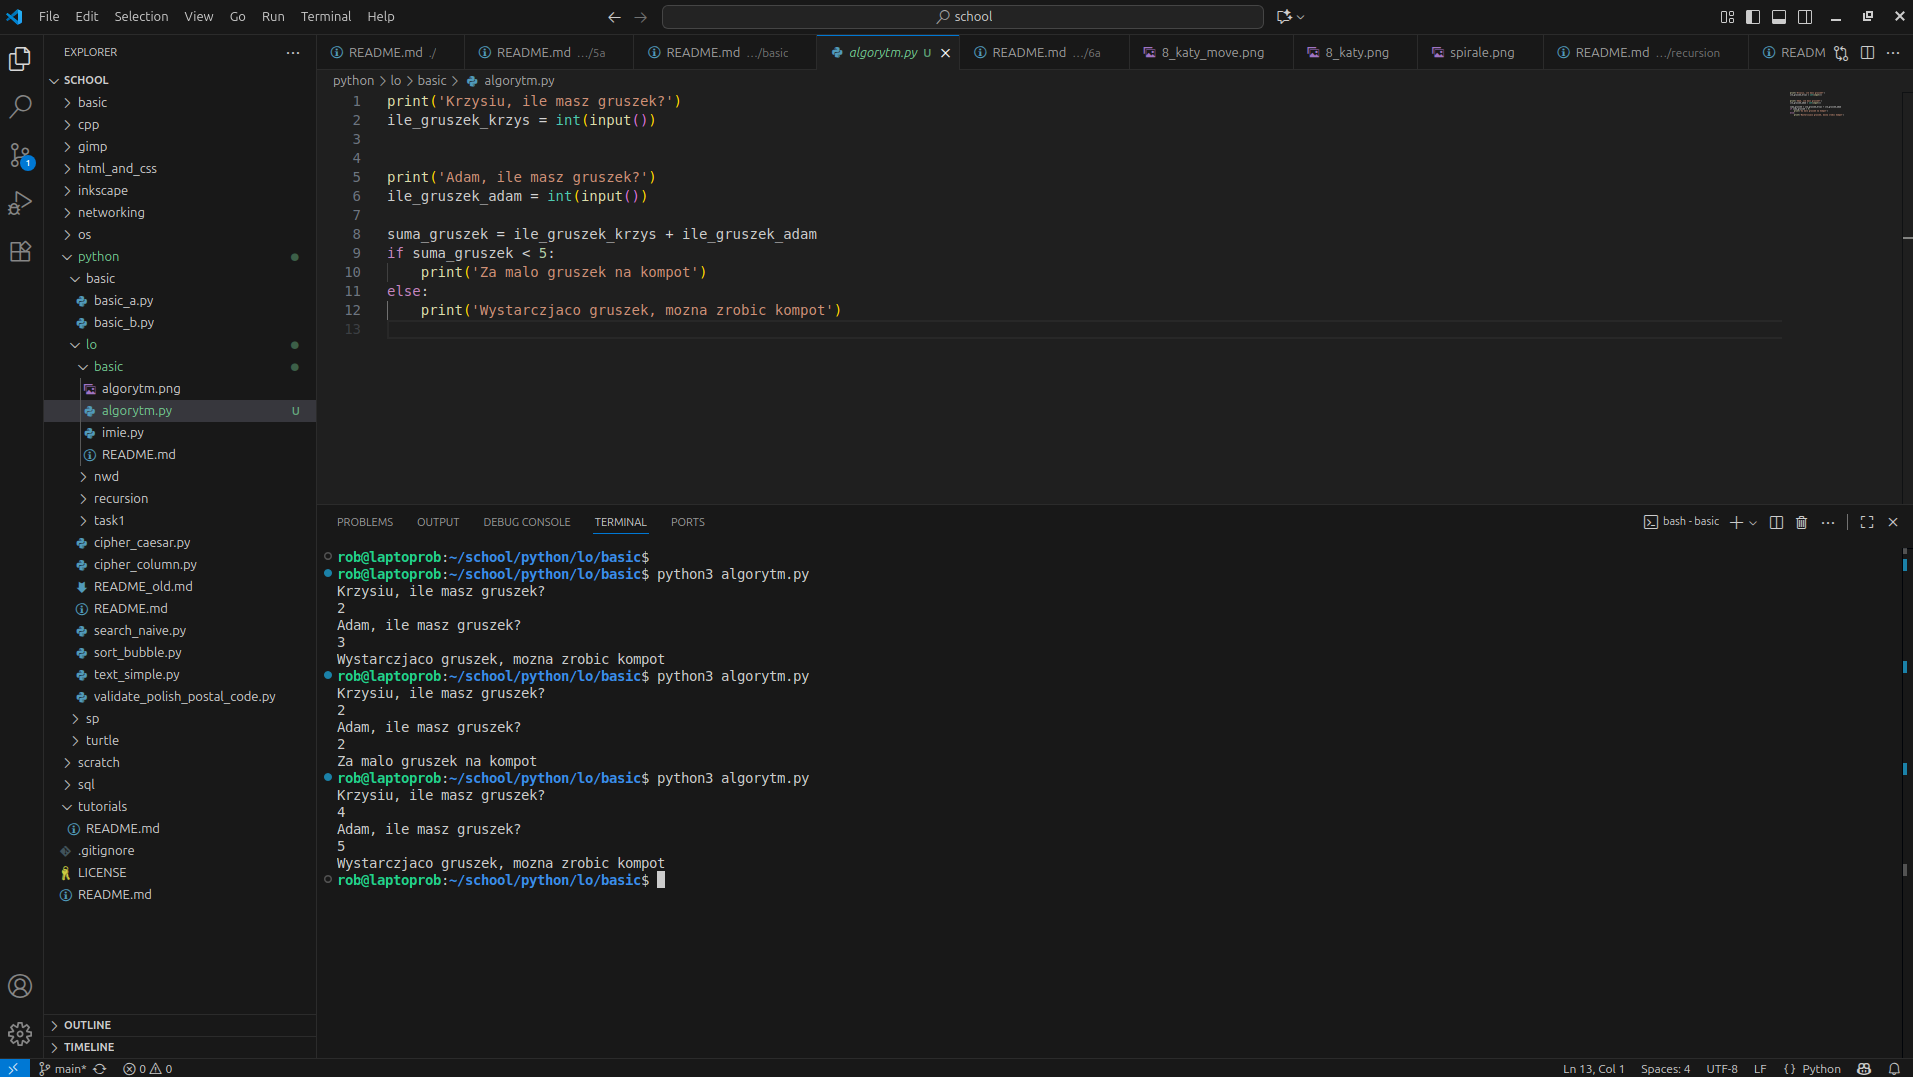 File Edit Selection View Go Run Terminal Help
school
EXPLORER
SCHOOL
basic
cpp
gimp
html_and_css
inkscape
networking
os
python
basic
basic_a.py
basic_b.py
lo
basic
algorytm.png
algorytm.py U
imie.py
README.md
nwd
recursion
task1
cipher_caesar.py
cipher_column.py
README_old.md
README.md
search_naive.py
sort_bubble.py
text_simple.py
validate_polish_postal_code.py
sp
turtle
scratch
sql
tutorials
README.md
.gitignore
LICENSE
README.md
OUTLINE
TIMELINE
1
README.md ./ README.md .../5a README.md .../basic algorytm.py U README.md .../6a 8_katy_move.png 8_katy.png spirale.png README.md .../recursion READM
python > lo > basic > algorytm.py
1 print('Krzysiu, ile masz gruszek?')
2 ile_gruszek_krzys = int(input())
3
4
5 print('Adam, ile masz gruszek?')
6 ile_gruszek_adam = int(input())
7
8 suma_gruszek = ile_gruszek_krzys + ile_gruszek_adam
9 if suma_gruszek < 5:
10 print('Za malo gruszek na kompot')
11 else:
12 print('Wystarczjaco gruszek, mozna zrobic kompot')
13
PROBLEMS OUTPUT DEBUG CONSOLE TERMINAL PORTS
bash - basic
rob@laptoprob:~/school/python/lo/basic$
rob@laptoprob:~/school/python/lo/basic$ python3 algorytm.py
Krzysiu, ile masz gruszek?
2
Adam, ile masz gruszek?
3
Wystarczjaco gruszek, mozna zrobic kompot
rob@laptoprob:~/school/python/lo/basic$ python3 algorytm.py
Krzysiu, ile masz gruszek?
2
Adam, ile masz gruszek?
2
Za malo gruszek na kompot
rob@laptoprob:~/school/python/lo/basic$ python3 algorytm.py
Krzysiu, ile masz gruszek?
4
Adam, ile masz gruszek?
5
Wystarczjaco gruszek, mozna zrobic kompot
rob@laptoprob:~/school/python/lo/basic$
main* 0 0 Ln 13, Col 1 Spaces: 4 UTF-8 LF {} Python